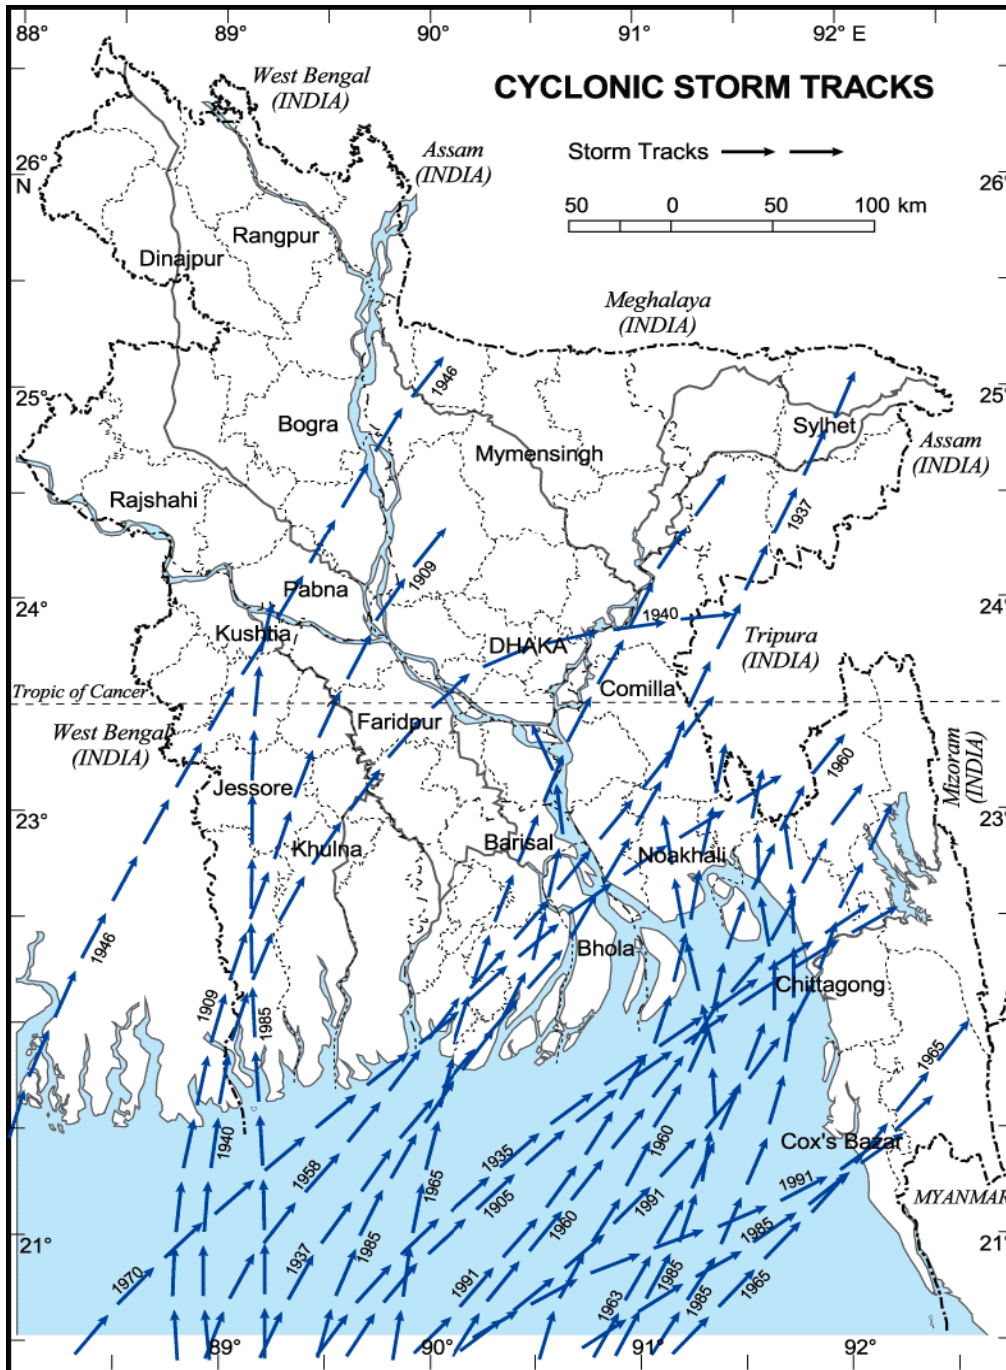 88°
89°
90°
91°
92° E
West Bengal
(INDIA)
CYCLONIC STORM TRACKS
Assam
(INDIA)
Storm Tracks
26°
N
26°
50 0 50 100 km
Rangpur
Dinajpur
Meghalaya
(INDIA)
1946
25°
25°
Bogra
Sylhet
Mymensingh
Assam
(INDIA)
Rajshahi
1937
1909
Pabna
24°
24°
1940
Kushtia
DHAKA
Tripura
(INDIA)
Tropic of Cancer
Comilla
West Bengal
(INDIA)
Faridpur
Mizoram
(INDIA)
1960
Jessore
23°
23°
Khulna
Barisal
Noakhali
1946
Bhola
Chittagong
1909
1985
1965
1940
1960
Cox's Bazar
1935
1958
1965
1991
MYANMAR
1905
1991
21°
21°
1960
1985
1937
1985
1970
1991
1985
1963
1985
1965
89°
90°
91°
92°